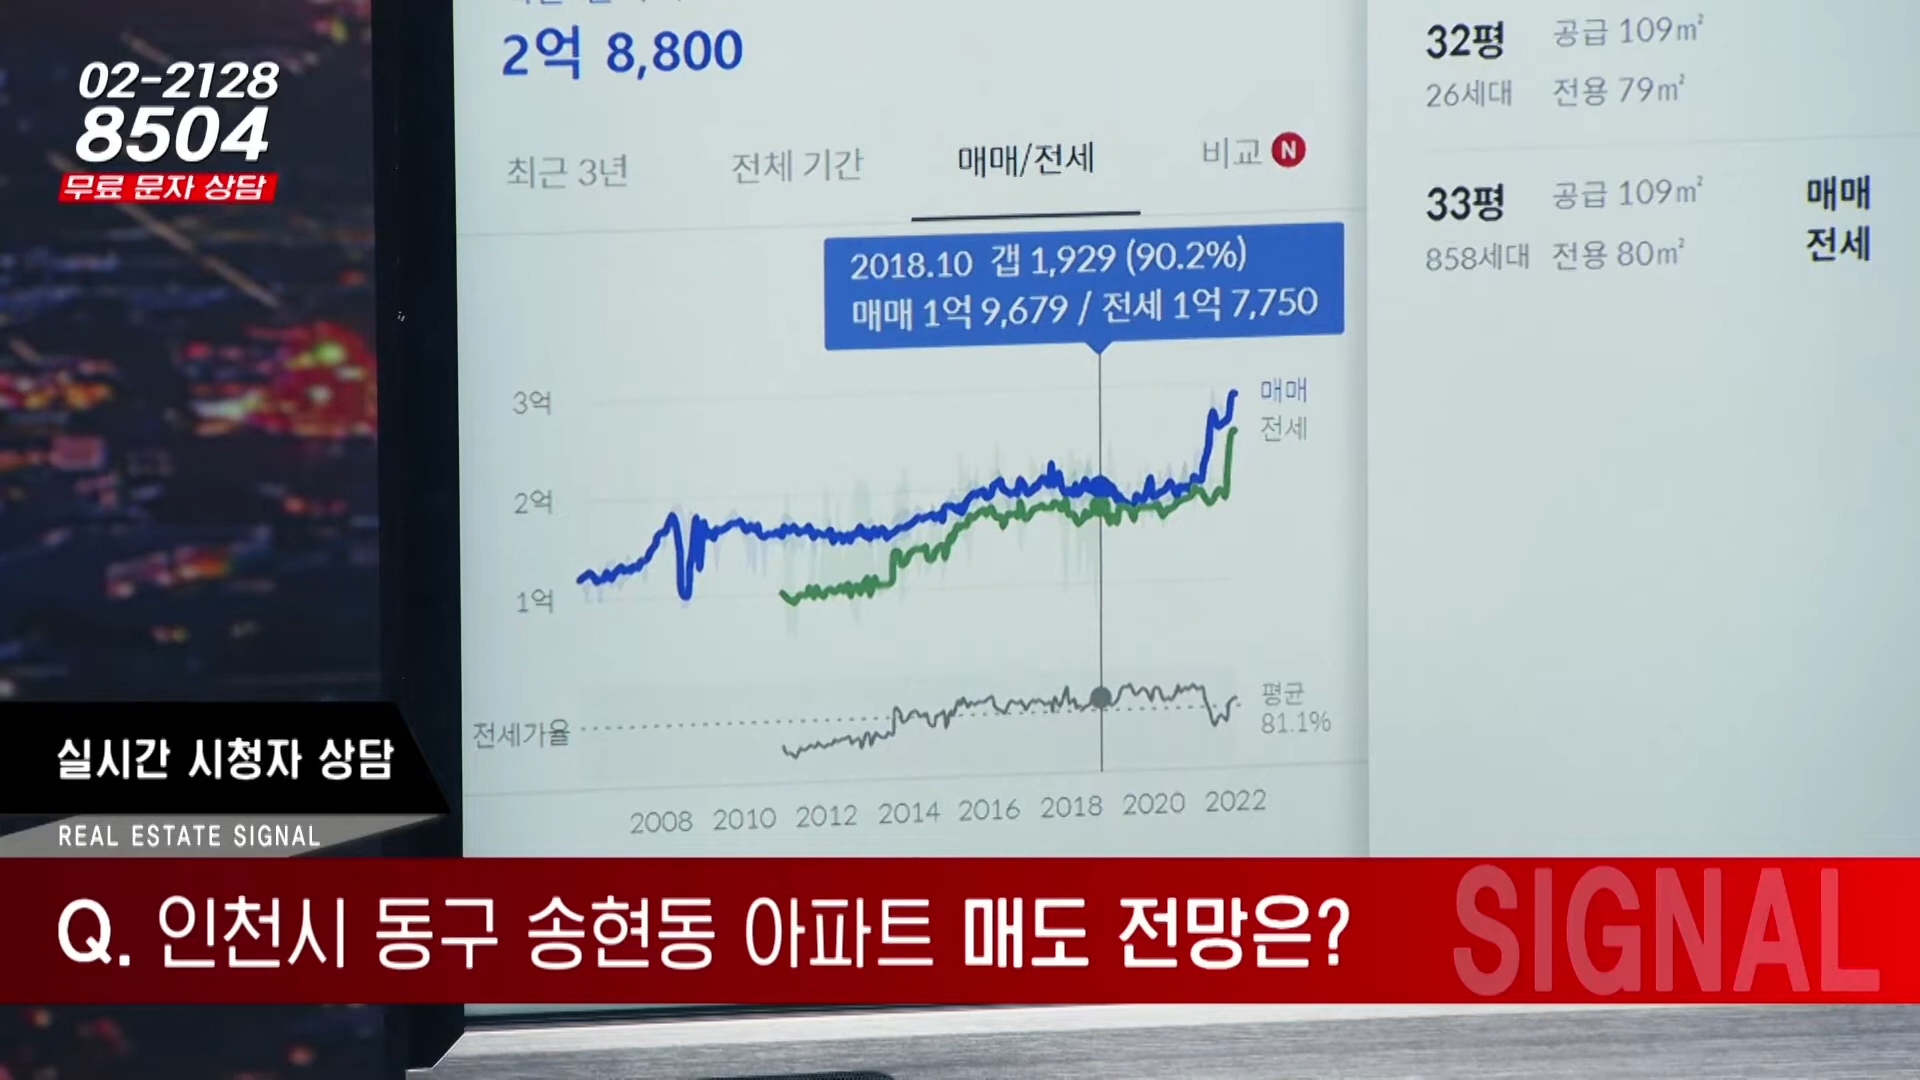 02-2128
8504
무료 문자 상담
2억 8,800
최근 3년 전체 기간 매매/전세 비교 N
2018.10 갭 1,929 (90.2%)
매매 1억 9,679 / 전세 1억 7,750
3억
2억
1억
매매
전세
전세가율
평균
81.1%
2008 2010 2012 2014 2016 2018 2020 2022
32평 공급 109㎡
26세대 전용 79㎡
33평 공급 109㎡ 매매
858세대 전용 80㎡ 전세
실시간 시청자 상담
REAL ESTATE SIGNAL
Q. 인천시 동구 송현동 아파트 매도 전망은?
SIGNAL